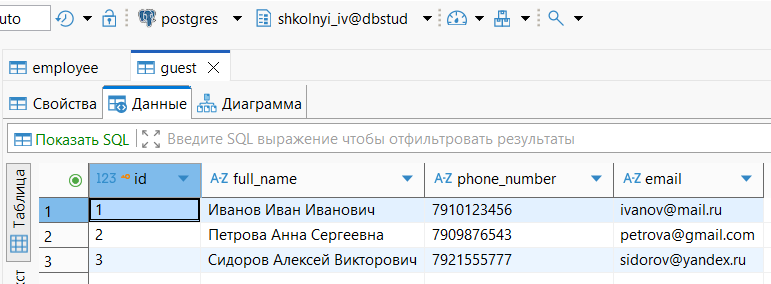 uto postgres shkolnyi_iv@dbstud
employee guest
Свойства Данные Диаграмма
Показать SQL Введите SQL выражение чтобы отфильтровать результаты
Таблица
123 id A-Z full_name A-Z phone_number A-Z email
1 1 Иванов Иван Иванович 7910123456 ivanov@mail.ru
2 2 Петрова Анна Сергеевна 7909876543 petrova@gmail.com
3 3 Сидоров Алексей Викторович 7921555777 sidorov@yandex.ru